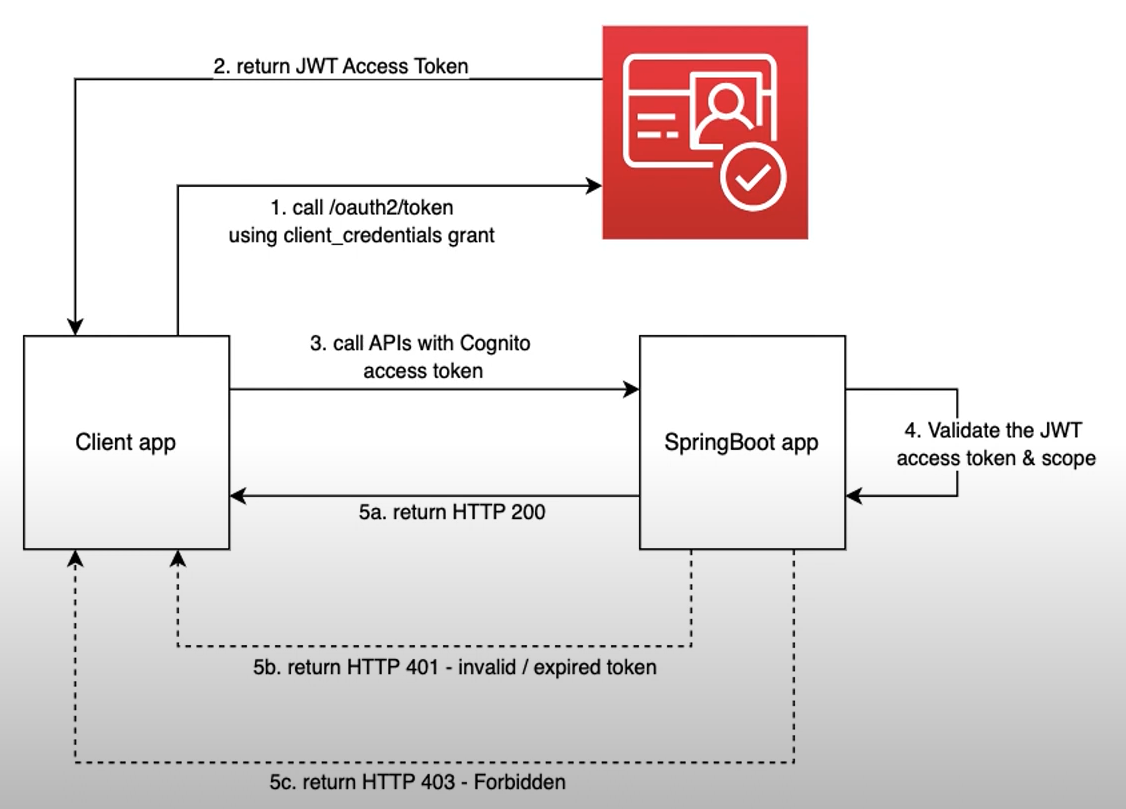 2. return JWT Access Token
1. call /oauth2/token
using client_credentials grant
3. call APIs with Cognito
access token
Client app
SpringBoot app
4. Validate the JWT
access token & scope
5a. return HTTP 200
5b. return HTTP 401 - invalid / expired token
5c. return HTTP 403 - Forbidden